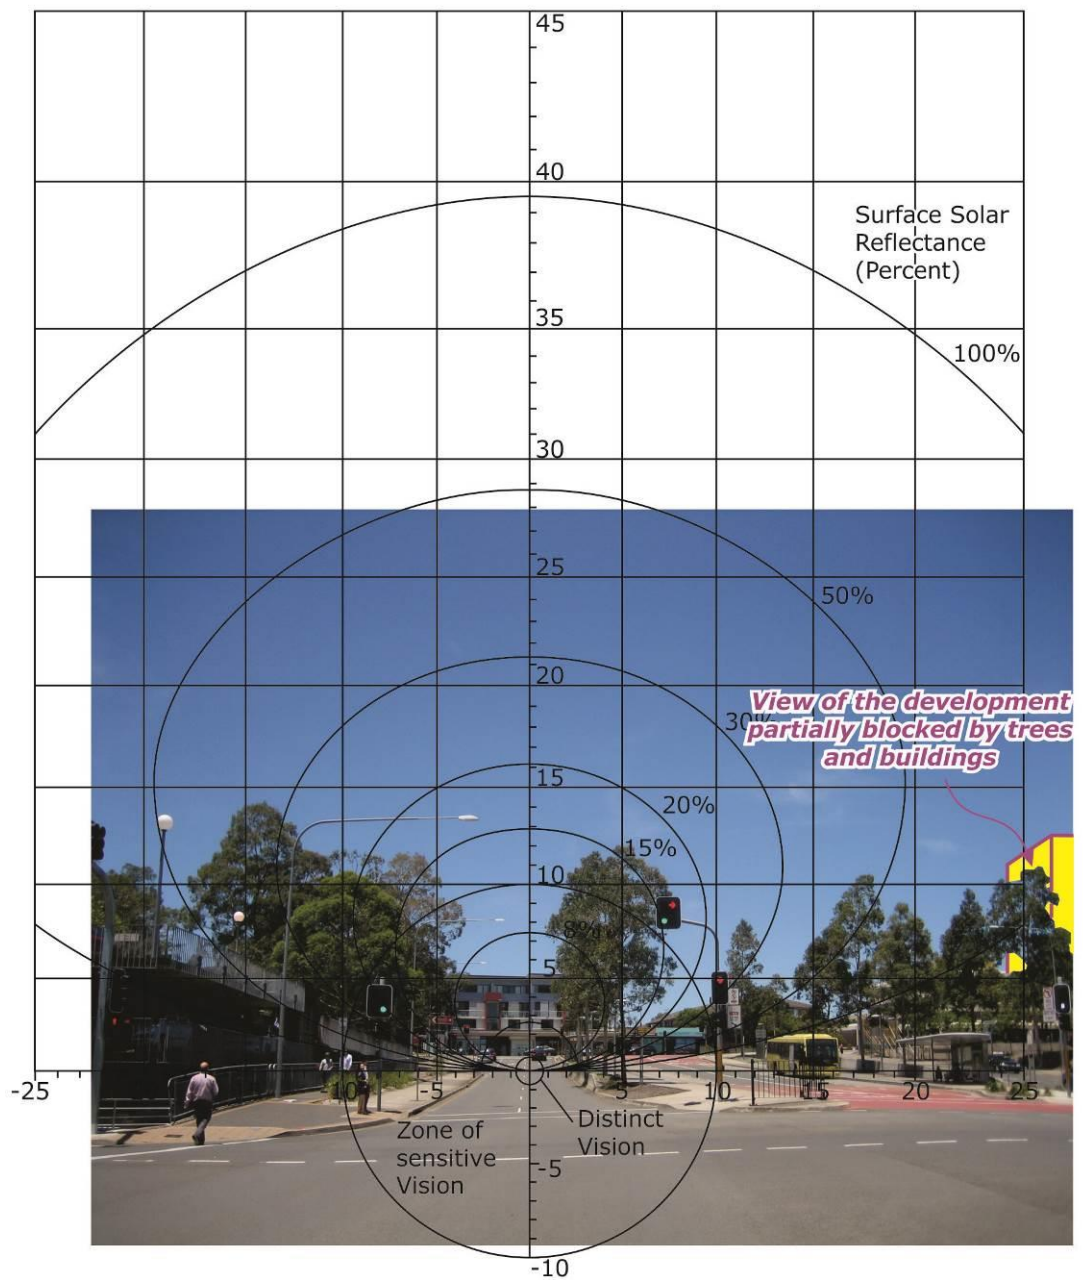 45
40
Surface Solar
Reflectance
(Percent)
35
100%
30
25
50%
20
View of the development
30%
partially blocked by trees
and buildings
15
20%
15%
10
8%
5
-25
10
-5
5
10
15
20
25
Zone of
sensitive
Vision
Distinct
Vision
-5
-10